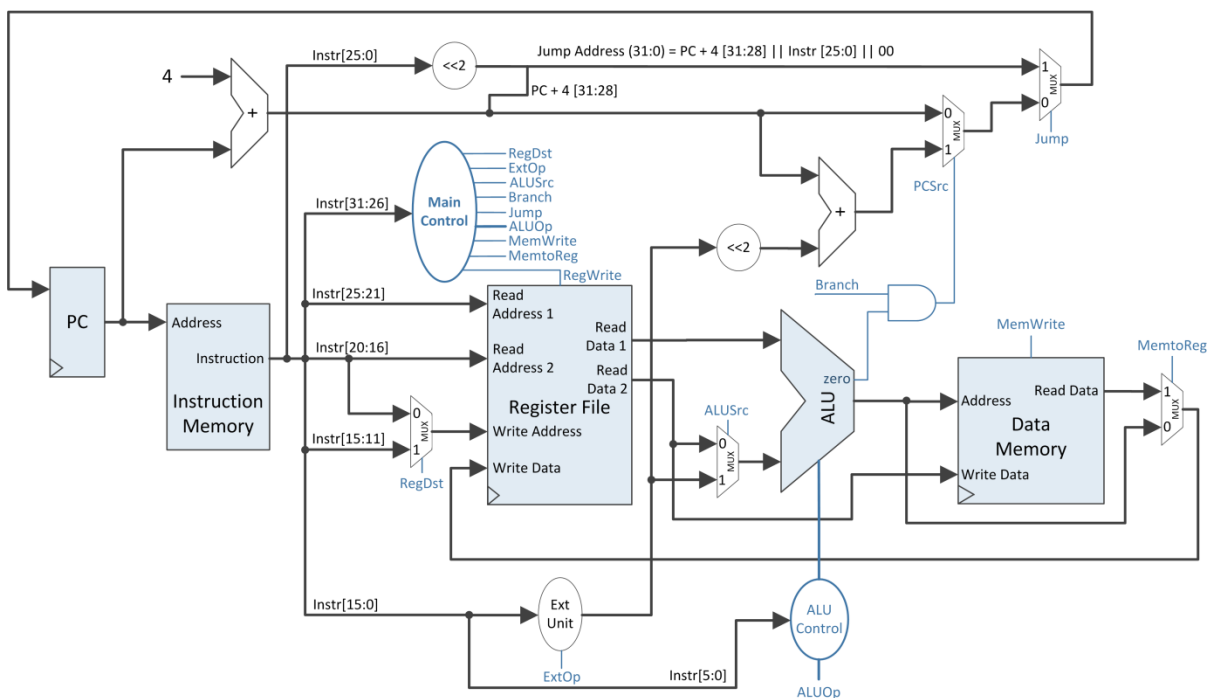 Instr[25:0]
<<2
Jump Address (31:0) = PC + 4 [31:28] || Instr [25:0] || 00
4
PC + 4 [31:28]
+
0
1
MUX
PCSrc
1
0
MUX
Jump
Instr[31:26]
Main
Control
RegDst
ExtOp
ALUSrc
Branch
Jump
ALUOp
MemWrite
MemtoReg
RegWrite
<<2
+
Branch
PC
Address
Instruction
Instruction
Memory
Instr[25:21]
Instr[20:16]
Instr[15:11]
0
1
MUX
RegDst
Read
Address 1
Read
Address 2
Read
Data 1
Read
Data 2
Register File
Write Address
Write Data
ALUSrc
0
1
MUX
zero
ALU
MemWrite
Read Data
Address
Data
Memory
Write Data
MemtoReg
1
0
MUX
Instr[15:0]
Ext
Unit
ExtOp
Instr[5:0]
ALU
Control
ALUOp